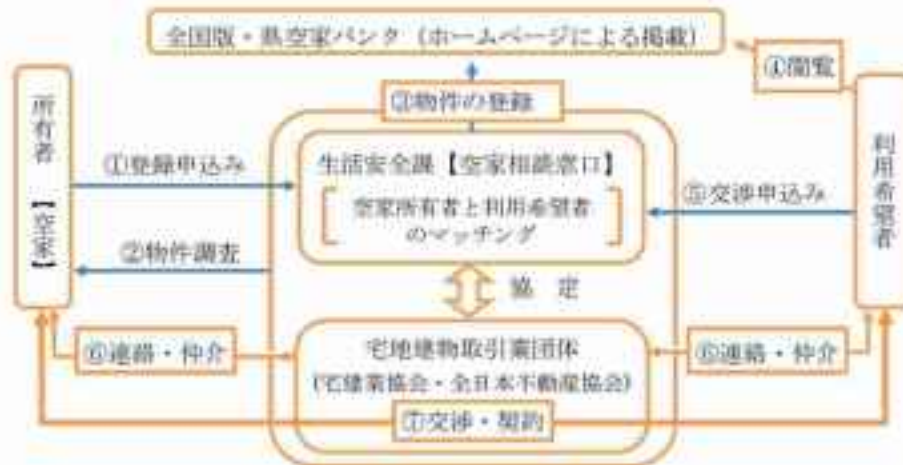 全国版・県空家バンク（ホームページによる掲載）
④閲覧
③物件の登録
所有者【空家】
利用希望者
①登録申込み
生活安全課【空家相談窓口】
空家所有者と利用希望者
のマッチング
⑤交渉申込み
②物件調査
協 定
⑥連絡・仲介
宅地建物取引業団体
(宅建業協会・全日本不動産協会)
⑥連絡・仲介
⑦交渉・契約